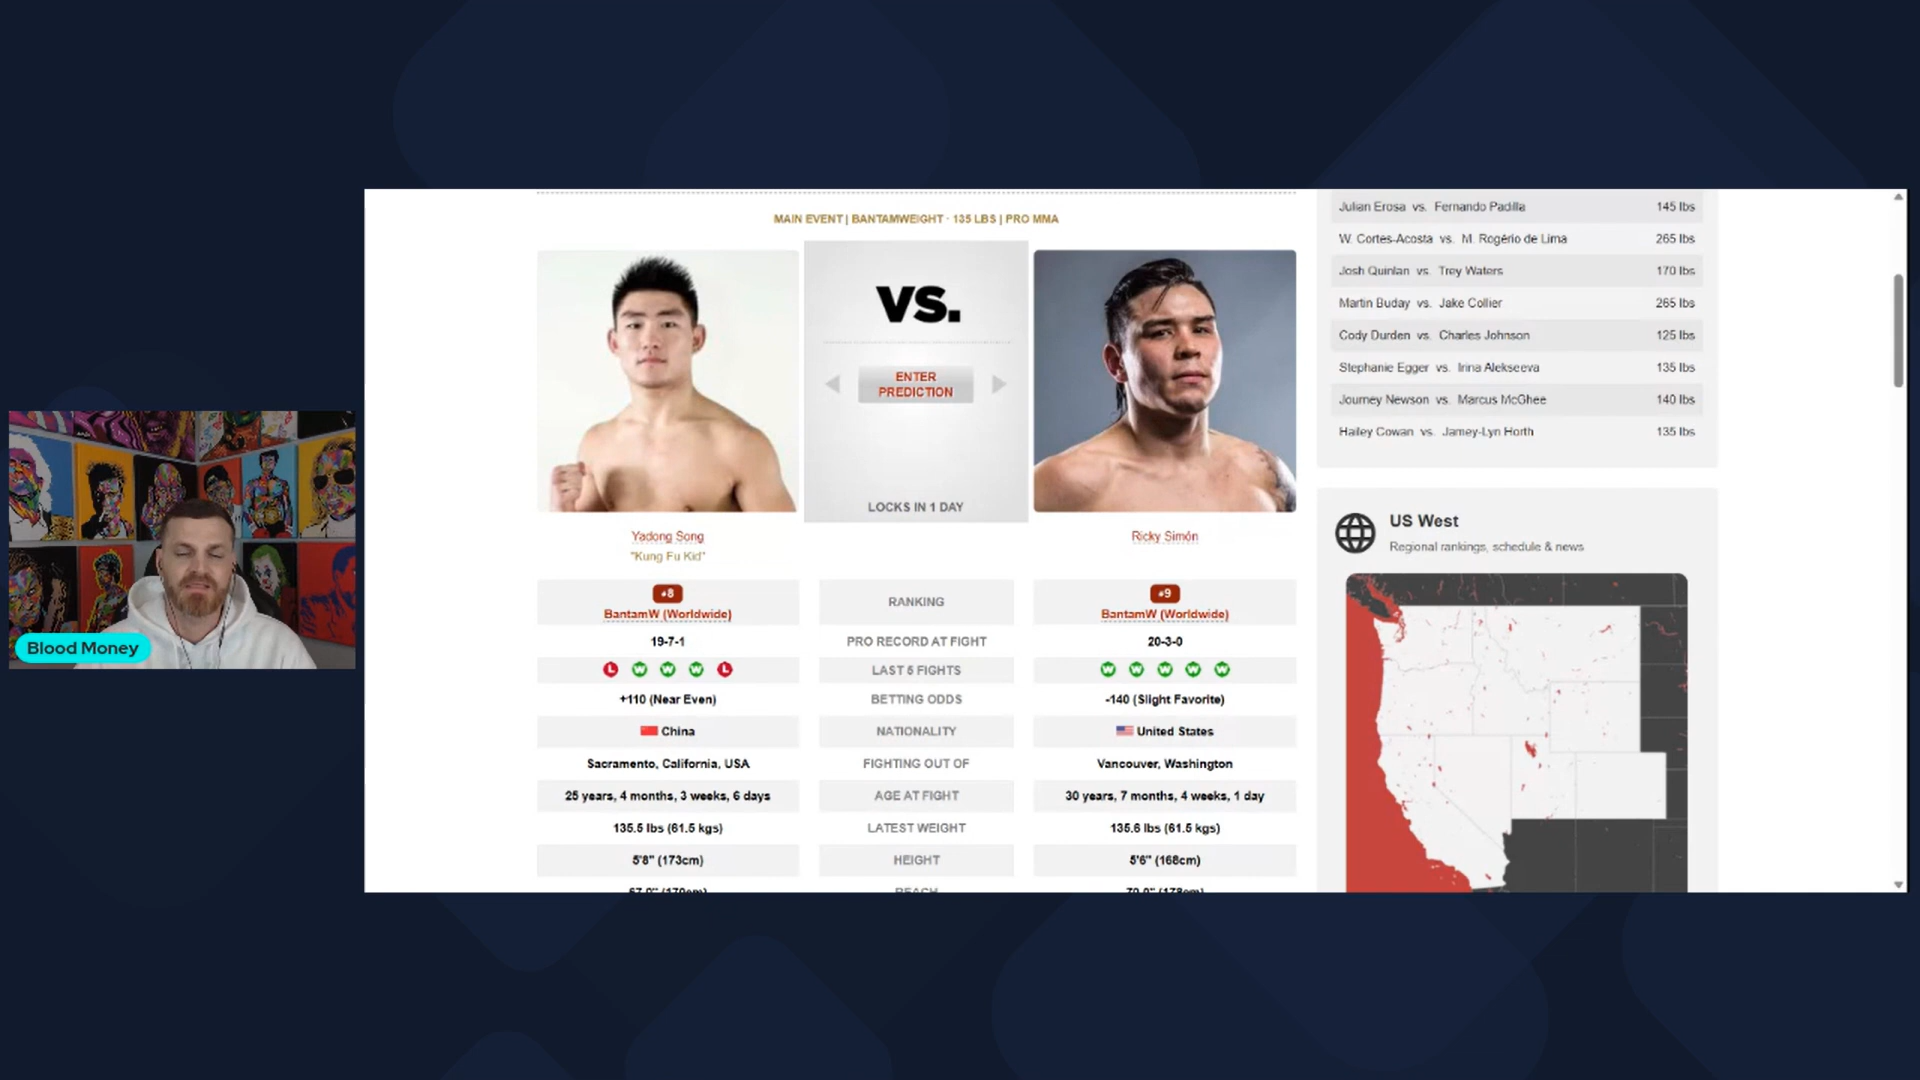 MAIN EVENT | BANTAMWEIGHT · 135 LBS | PRO MMA
VS.
ENTER
PREDICTION
LOCKS IN 1 DAY
Yadong Song
"Kung Fu Kid"
Ricky Simón
#8 RANKING #9
BantamW (Worldwide) BantamW (Worldwide)
19-7-1 PRO RECORD AT FIGHT 20-3-0
L W W W L LAST 5 FIGHTS W W W W W
+110 (Near Even) BETTING ODDS -140 (Slight Favorite)
China NATIONALITY United States
Sacramento, California, USA FIGHTING OUT OF Vancouver, Washington
25 years, 4 months, 3 weeks, 6 days AGE AT FIGHT 30 years, 7 months, 4 weeks, 1 day
135.5 lbs (61.5 kgs) LATEST WEIGHT 135.6 lbs (61.5 kgs)
5'8" (173cm) HEIGHT 5'6" (168cm)
67.0" (170cm) REACH 70.0" (178cm)
Julian Erosa vs. Fernando Padilla 145 lbs
W. Cortes-Acosta vs. M. Rogério de Lima 265 lbs
Josh Quinlan vs. Trey Waters 170 lbs
Martin Buday vs. Jake Collier 265 lbs
Cody Durden vs. Charles Johnson 125 lbs
Stephanie Egger vs. Irina Alekseeva 135 lbs
Journey Newson vs. Marcus McGhee 140 lbs
Hailey Cowan vs. Jamey-Lyn Horth 135 lbs
US West
Regional rankings, schedule & news
Blood Money